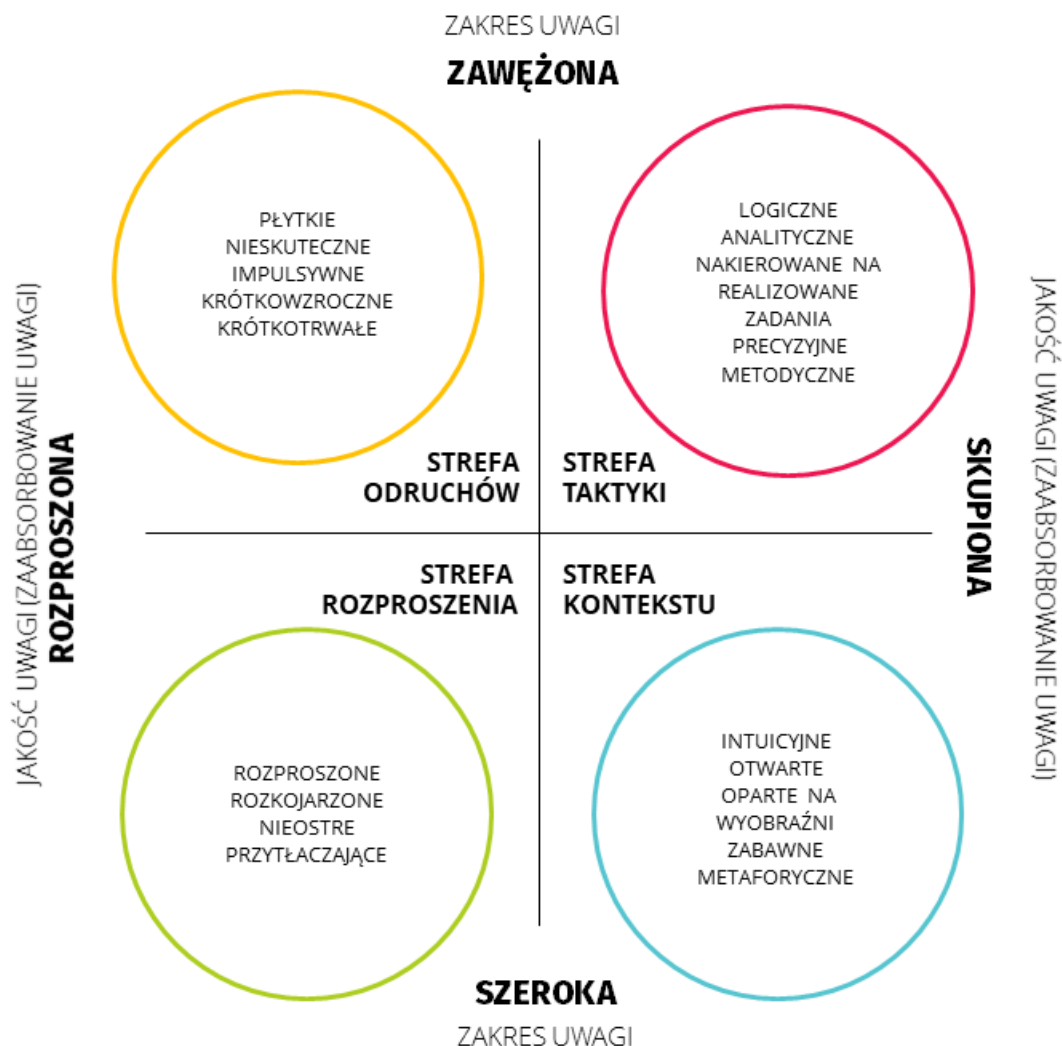 ZAKRES UWAGI
ZAWĘŻONA
PŁYTKIE
NIESKUTECZNE
IMPULSYWNE
KRÓTKOWZROCZNE
KRÓTKOTRWAŁE
LOGICZNE
ANALITYCZNE
NAKIEROWANE NA
REALIZOWANE
ZADANIA
PRECYZYJNE
METODYCZNE
JAKOŚĆ UWAGI (ZAABSORBOWANIE UWAGI)
ROZPROSZONA
STREFA
ODRUCHÓW
STREFA
TAKTYKI
SKUPIONA
JAKOŚĆ UWAGI (ZAABSORBOWANIE UWAGI)
STREFA
ROZPROSZENIA
STREFA
KONTEKSTU
ROZPROSZONE
ROZKOJARZONE
NIEOSTRE
PRZYTŁACZAJĄCE
INTUICYJNE
OTWARTE
OPARTE NA
WYOBRAŹNI
ZABAWNE
METAFORYCZNE
SZEROKA
ZAKRES UWAGI